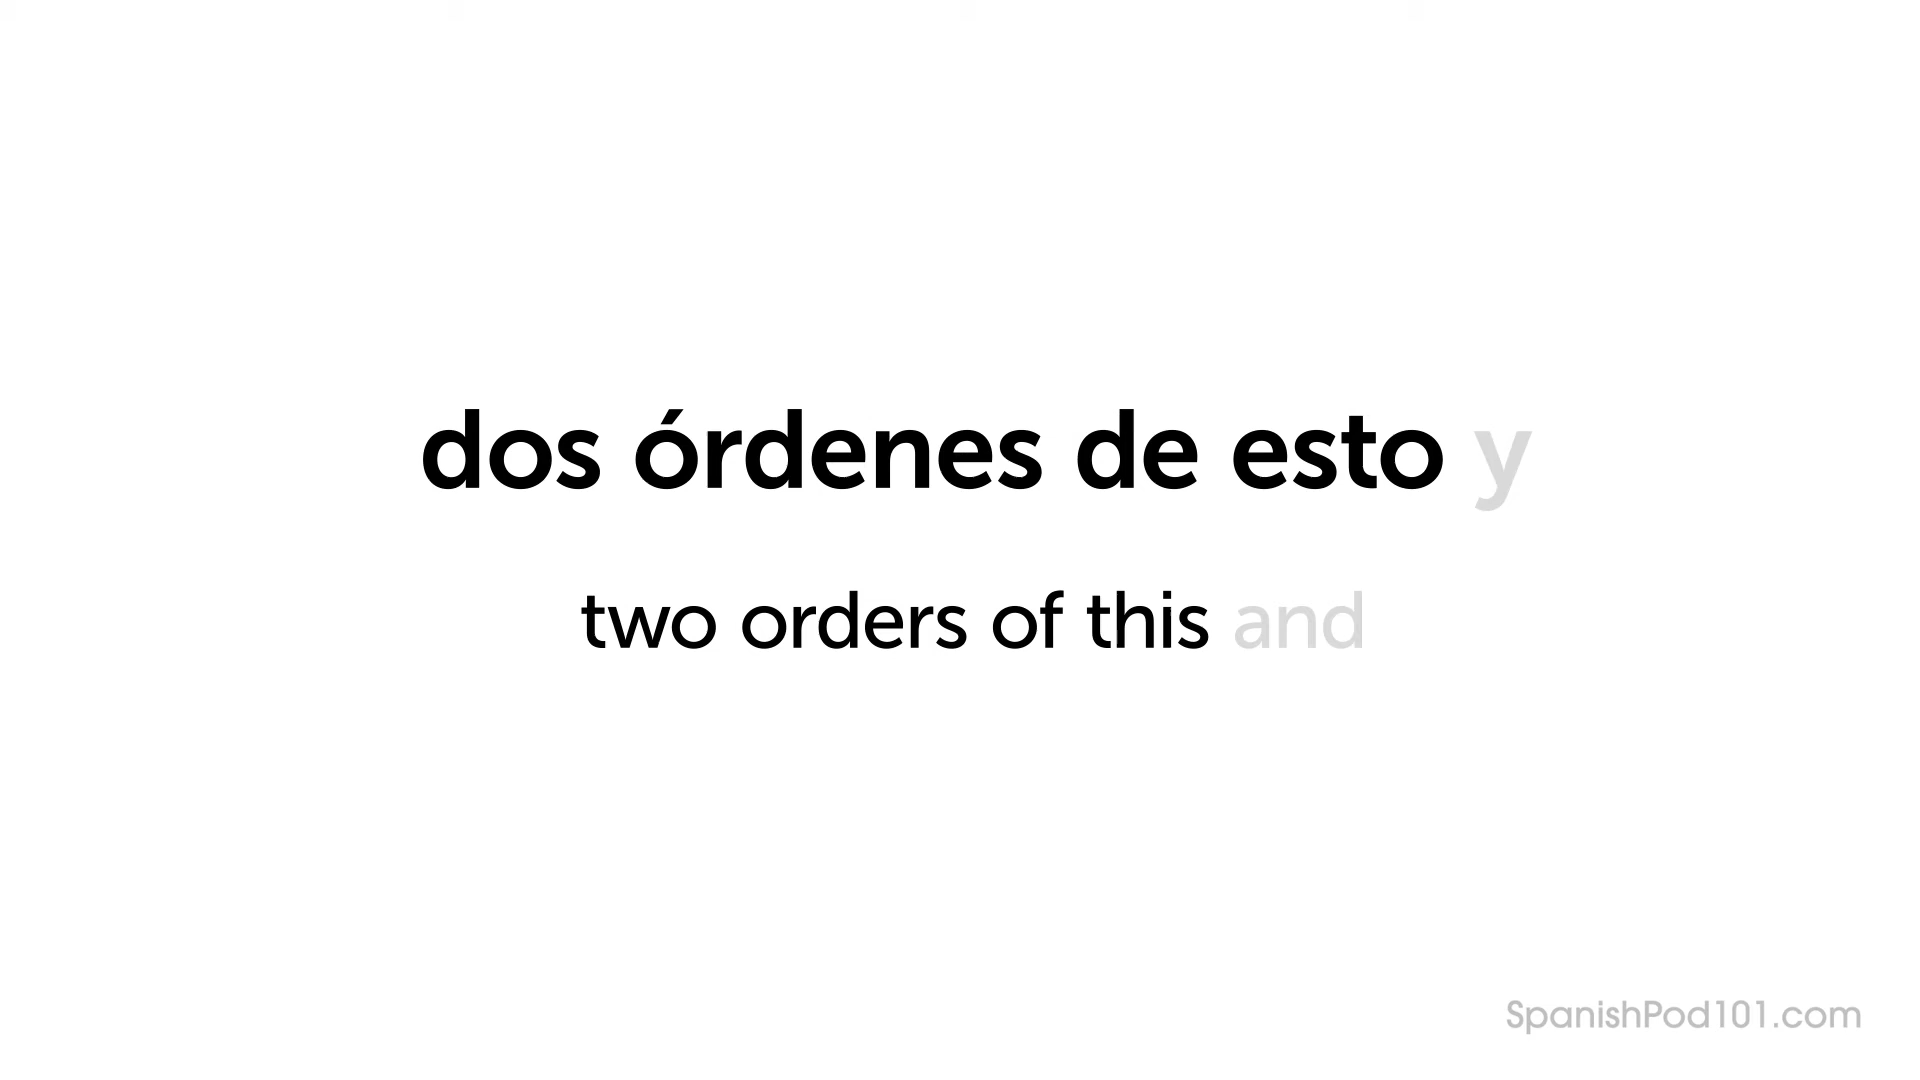 dos órdenes de esto y
two orders of this and
SpanishPod101.com